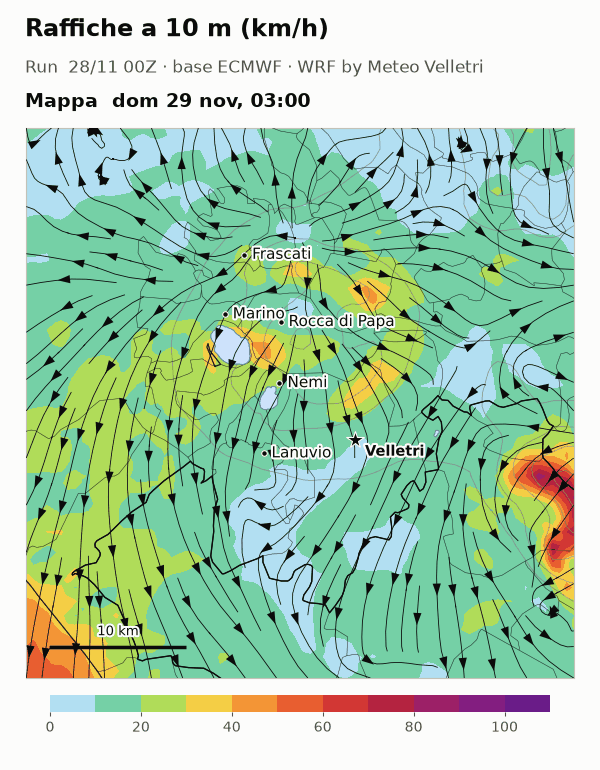 Raffiche a 10 m (km/h)
Run  28/11 00Z · base ECMWF · WRF by Meteo Velletri
Mappa  dom 29 nov, 03:00
Frascati
Marino
Rocca di Papa
Nemi
Velletri
Lanuvio
10 km
0 20 40 60 80 100